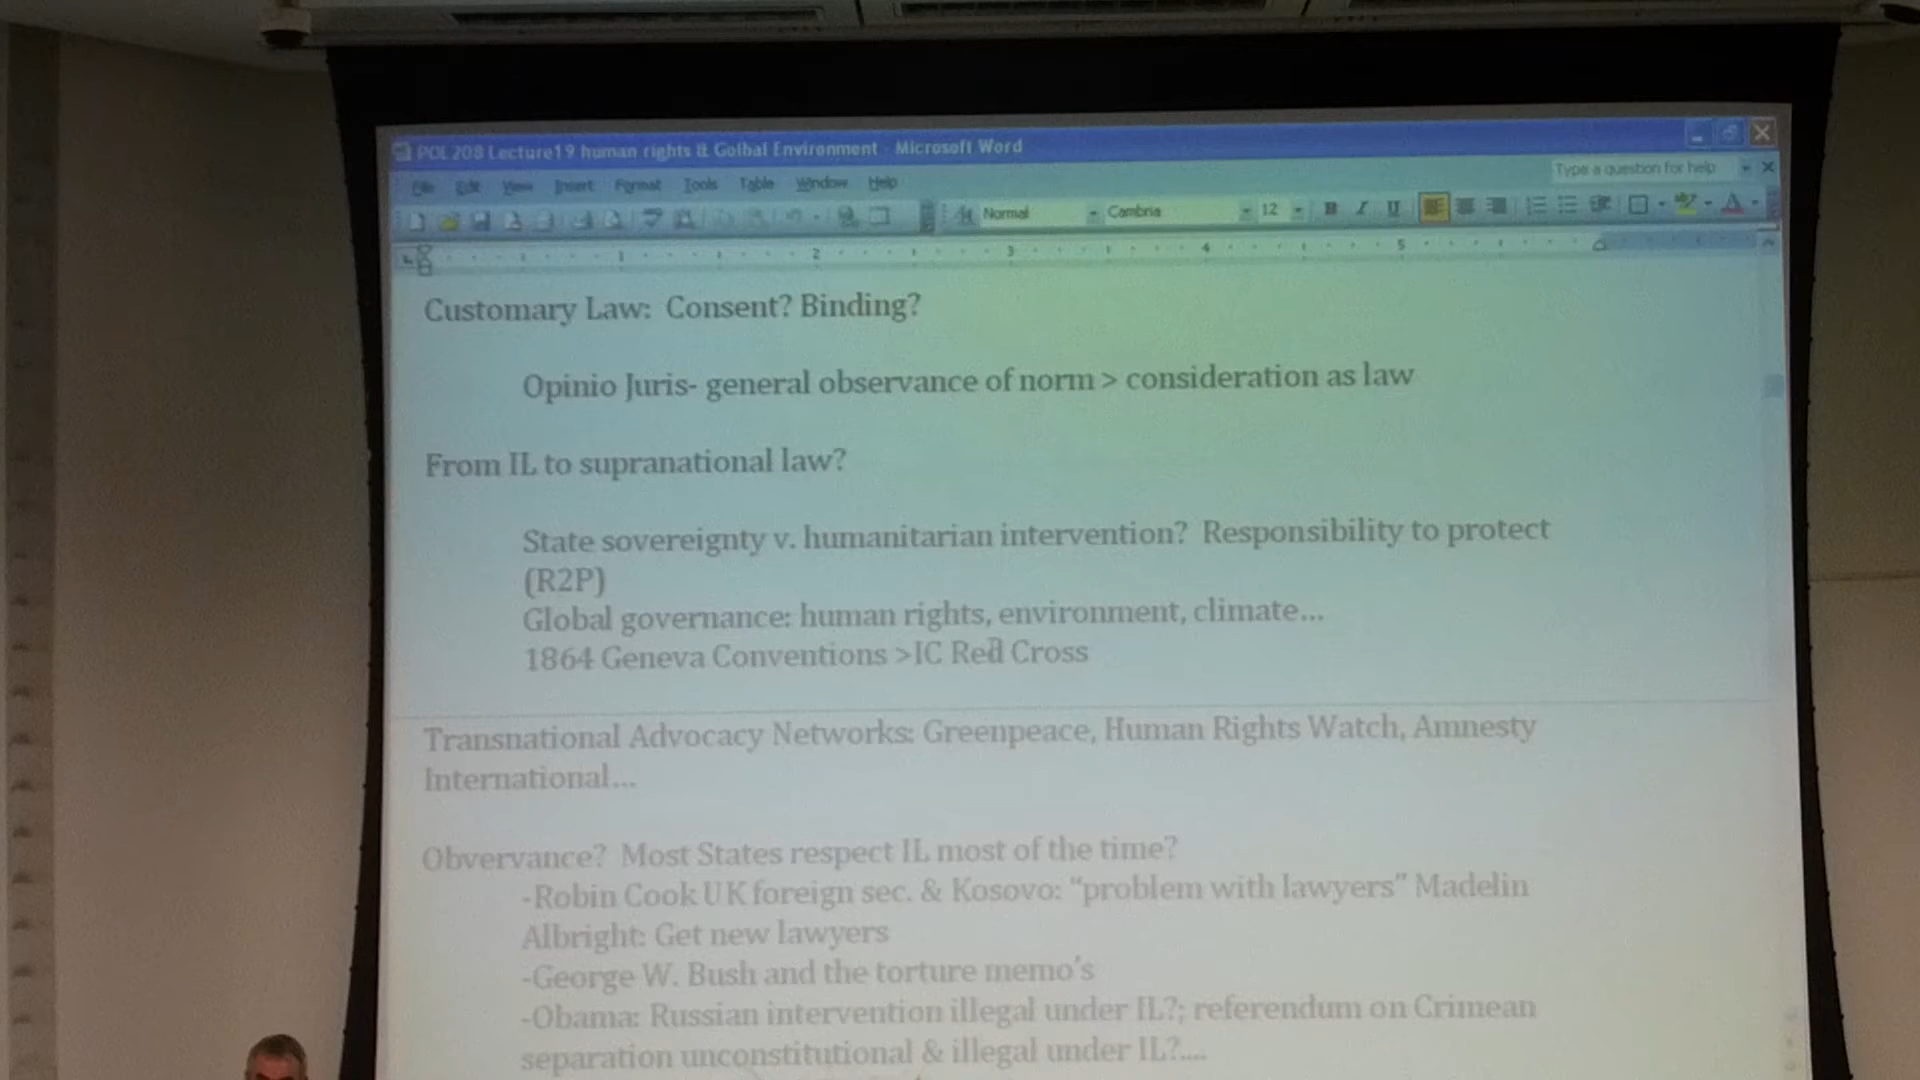 POL 208 Lecture19 human rights & Golbal Environment - Microsoft Word
File Edit View Insert Format Tools Table Window Help
Type a question for help
Normal Cambria 12 B I U
1 2 3 4 5
Customary Law: Consent? Binding?
Opinio Juris- general observance of norm > consideration as law
From IL to supranational law?
State sovereignty v. humanitarian intervention? Responsibility to protect
(R2P)
Global governance: human rights, environment, climate...
1864 Geneva Conventions >IC Red Cross
Transnational Advocacy Networks: Greenpeace, Human Rights Watch, Amnesty
International...
Obvervance? Most States respect IL most of the time?
-Robin Cook UK foreign sec. & Kosovo: “problem with lawyers” Madelin
Albright: Get new lawyers
-George W. Bush and the torture memo's
-Obama: Russian intervention illegal under IL?; referendum on Crimean
separation unconstitutional & illegal under IL?....